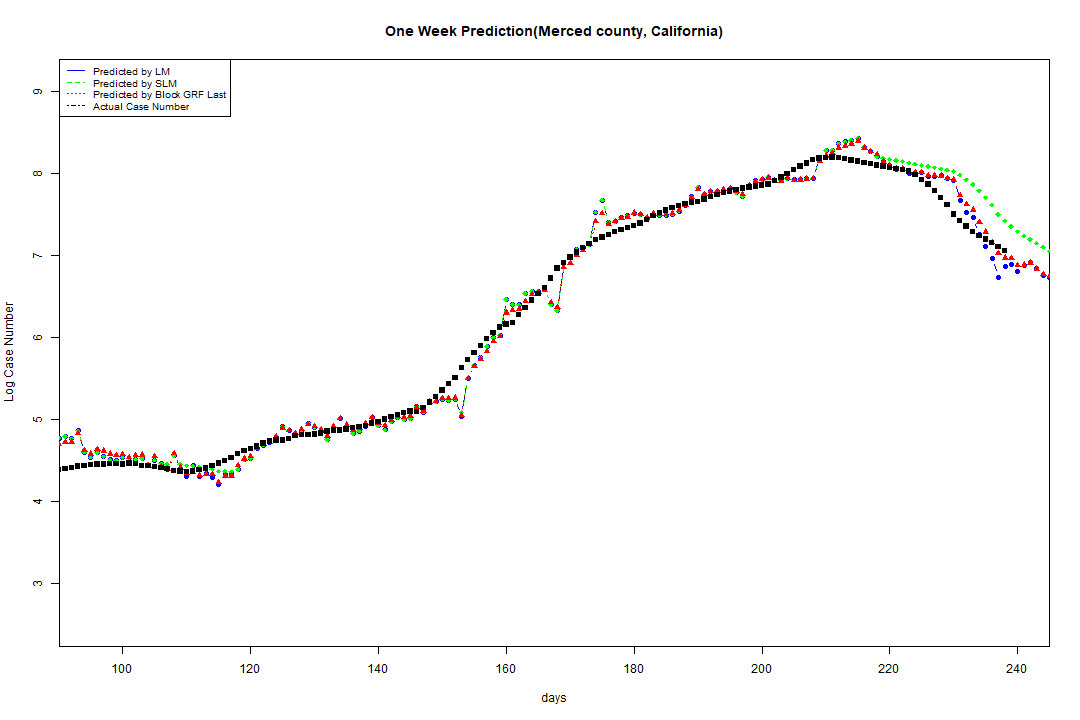 One Week Prediction(Merced county, California)
Predicted by LM
Predicted by SLM
Predicted by Block GRF Last
Actual Case Number
9
8
7
6
5
4
3
Log Case Number
100 120 140 160 180 200 220 240
days